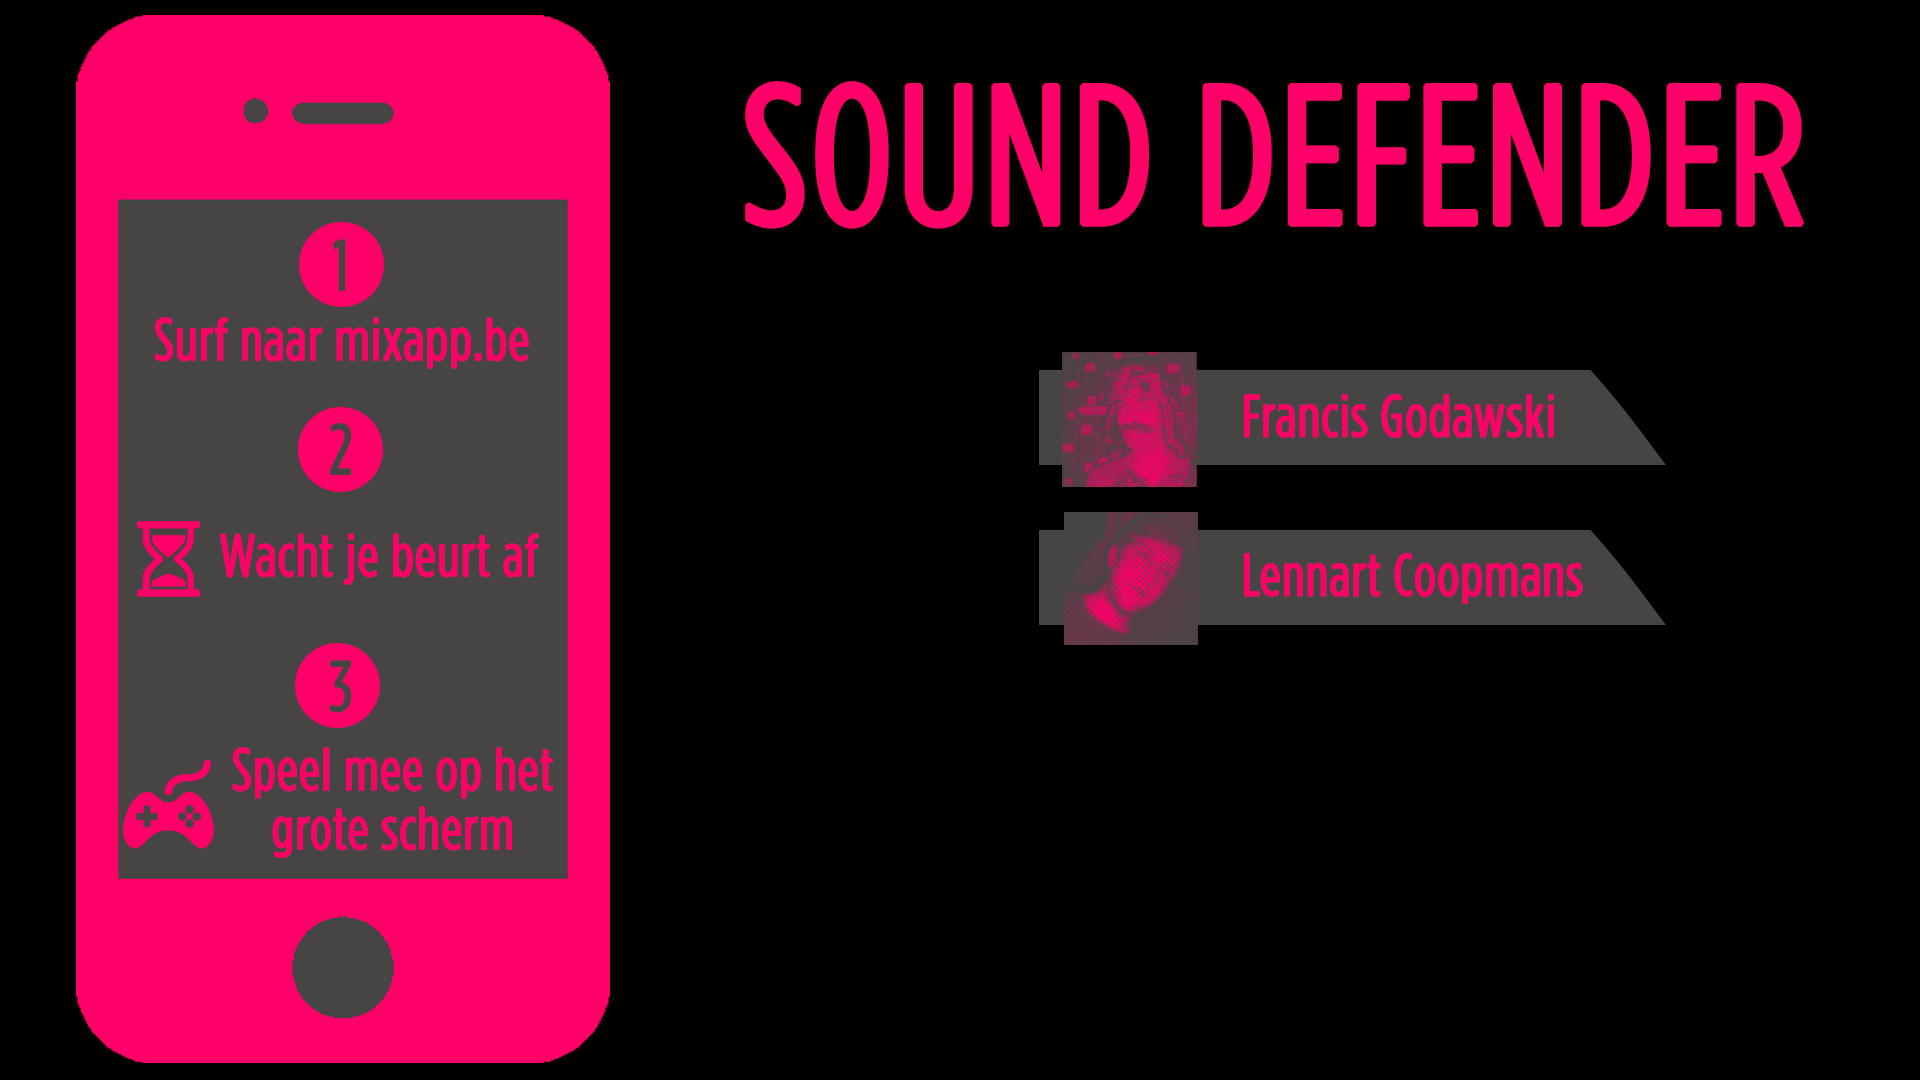 SOUND DEFENDER
1
Surf naar mixapp.be
2
Wacht je beurt af
3
Speel mee op het
grote scherm
Francis Godawski
Lennart Coopmans